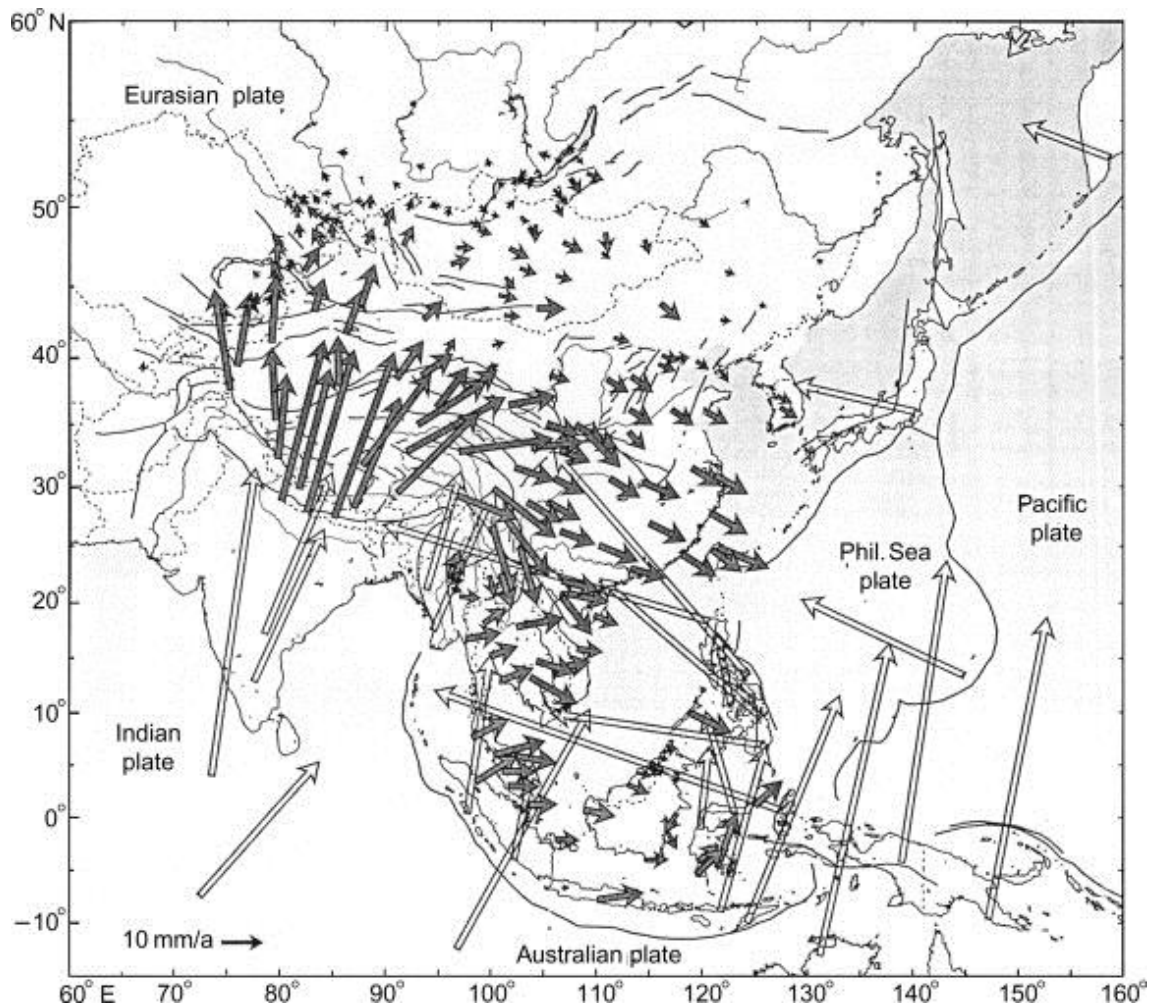 60° N
Eurasian plate
50°
40°
30°
Pacific
plate
Phil. Sea
plate
20°
10°
Indian
plate
0°
−10°
10 mm/a
Australian plate
60° E
70°
80°
90°
100°
110°
120°
130°
140°
150°
160°